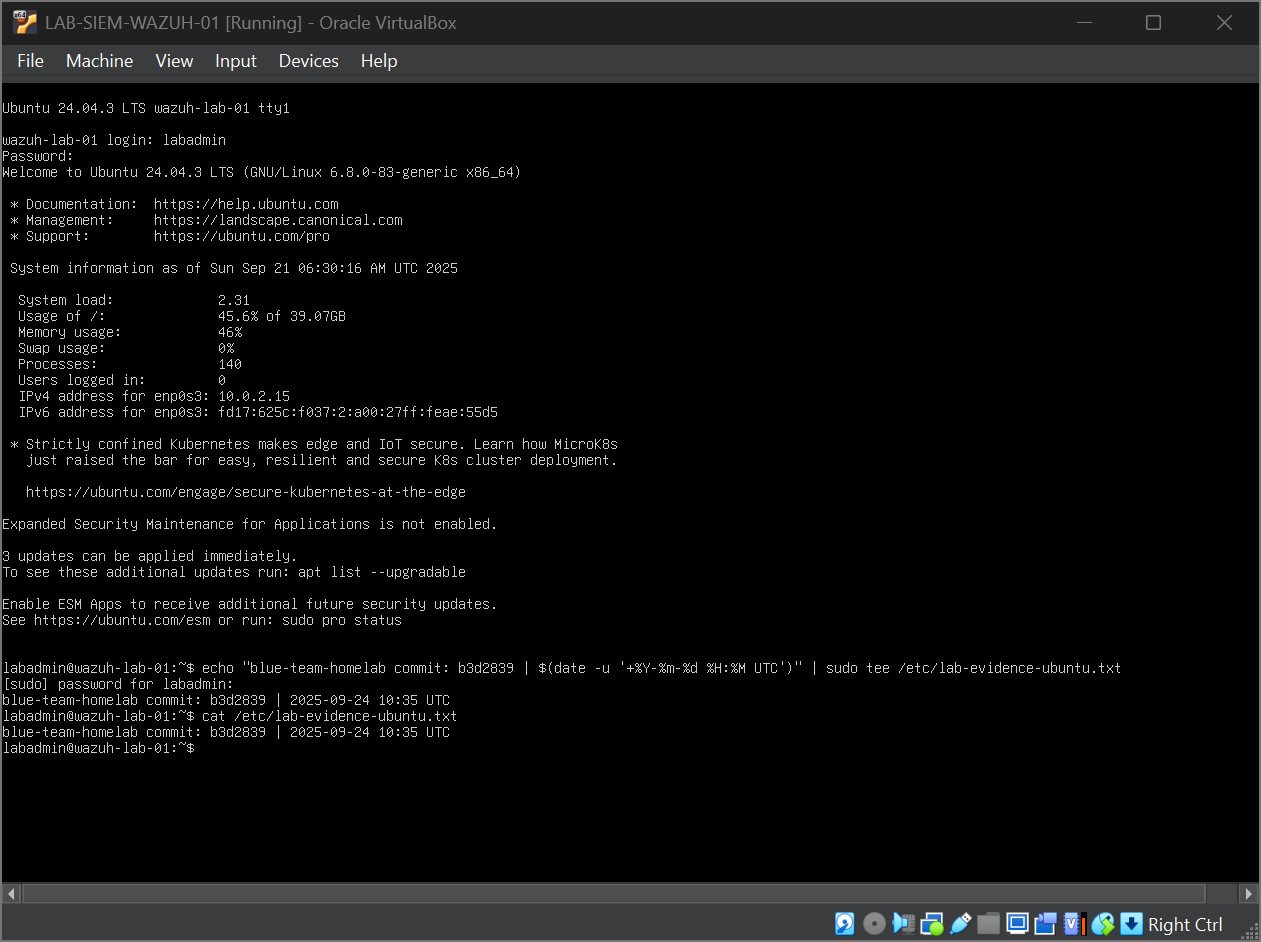 LAB-SIEM-WAZUH-01 [Running] - Oracle VirtualBox
File Machine View Input Devices Help
Ubuntu 24.04.3 LTS wazuh-lab-01 tty1
wazuh-lab-01 login: labadmin
Password:
Welcome to Ubuntu 24.04.3 LTS (GNU/Linux 6.8.0-83-generic x86_64)
* Documentation: https://help.ubuntu.com
* Management: https://landscape.canonical.com
* Support: https://ubuntu.com/pro
System information as of Sun Sep 21 06:30:16 AM UTC 2025
System load: 2.31
Usage of /: 45.6% of 39.07GB
Memory usage: 46%
Swap usage: 0%
Processes: 140
Users logged in: 0
IPv4 address for enp0s3: 10.0.2.15
IPv6 address for enp0s3: fd17:625c:f037:2:a00:27ff:feae:55d5
* Strictly confined Kubernetes makes edge and IoT secure. Learn how MicroK8s
just raised the bar for easy, resilient and secure K8s cluster deployment.
https://ubuntu.com/engage/secure-kubernetes-at-the-edge
Expanded Security Maintenance for Applications is not enabled.
3 updates can be applied immediately.
To see these additional updates run: apt list --upgradable
Enable ESM Apps to receive additional future security updates.
See https://ubuntu.com/esm or run: sudo pro status
labadmin@wazuh-lab-01:~$ echo "blue-team-homelab commit: b3d2839 | $(date -u '+%Y-%m-%d %H:%M UTC')" | sudo tee /etc/lab-evidence-ubuntu.txt
[sudo] password for labadmin:
blue-team-homelab commit: b3d2839 | 2025-09-24 10:35 UTC
labadmin@wazuh-lab-01:~$ cat /etc/lab-evidence-ubuntu.txt
blue-team-homelab commit: b3d2839 | 2025-09-24 10:35 UTC
labadmin@wazuh-lab-01:~$
Right Ctrl